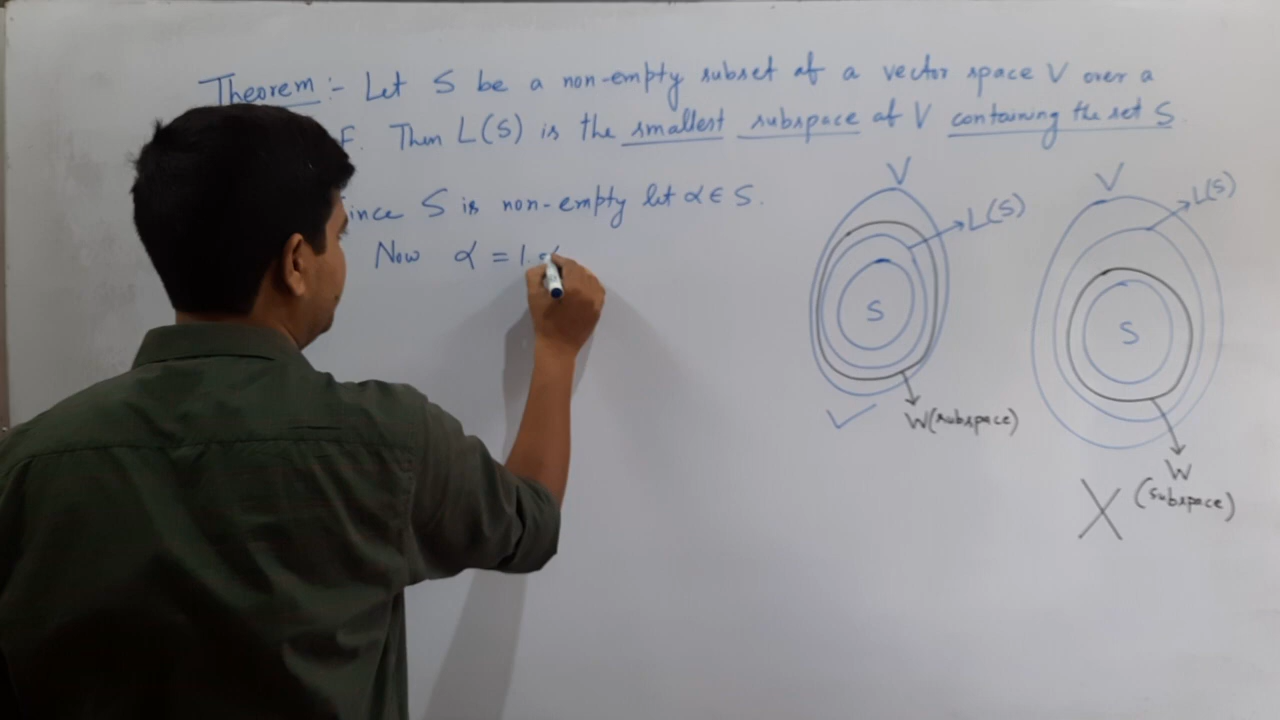 Theorem :- Let S be a non-empty subset of a vector space V over a
F. Then L(S) is the smallest subspace of V containing the set S
ince S is non-empty let α ∈ S.
Now α = 1.α
V
L(S)
S
W(subspace)
V
L(S)
S
W
(subspace)